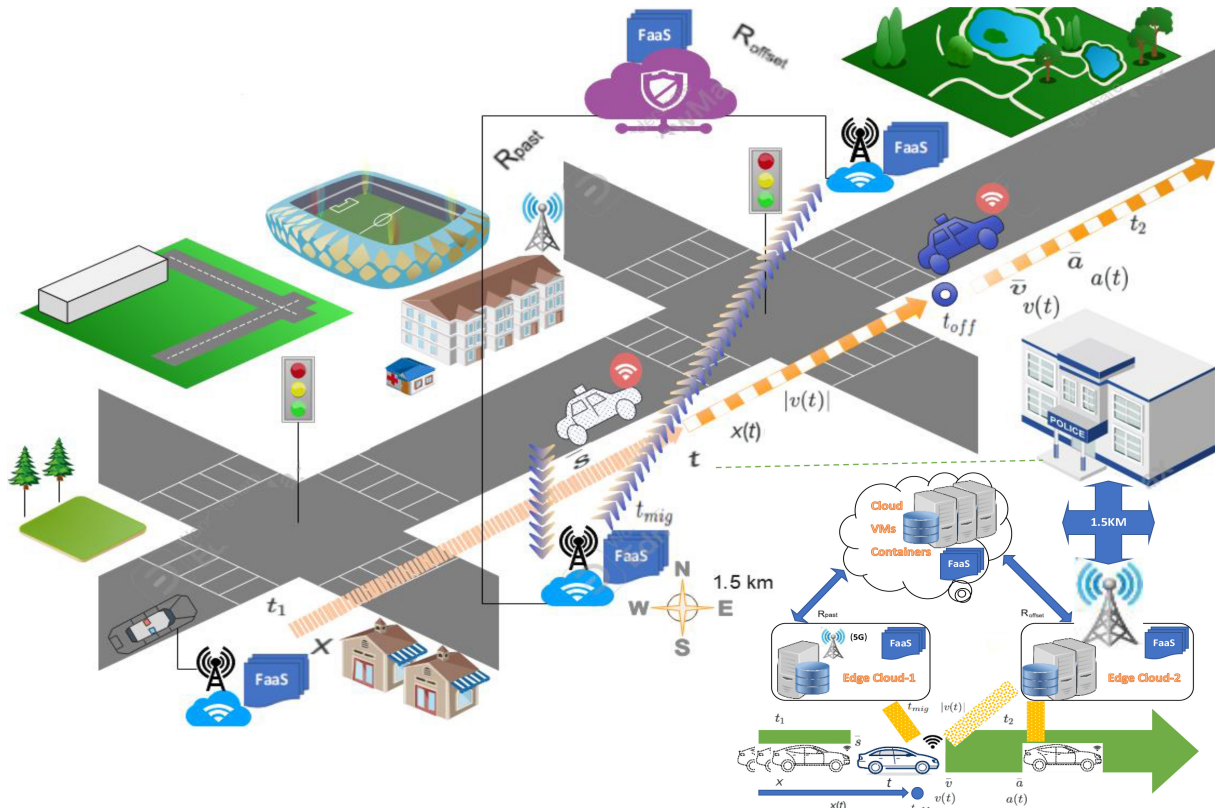 FaaS
R_offset
R_past
FaaS
t_2
a̅
a(t)
v̅
v(t)
t_off
|v(t)|
x(t)
POLICE
s̅
t
t_mig
FaaS
N
W E
S
1.5 km
t_1
x
FaaS
Cloud
VMs
Containers
FaaS
1.5KM
R_past
R_offset
(5G)
FaaS
Edge Cloud-1
FaaS
Edge Cloud-2
t_mig
|v(t)|
t_1
t_2
s̅
x
t
v̅
a̅
v(t)
a(t)
x(t)